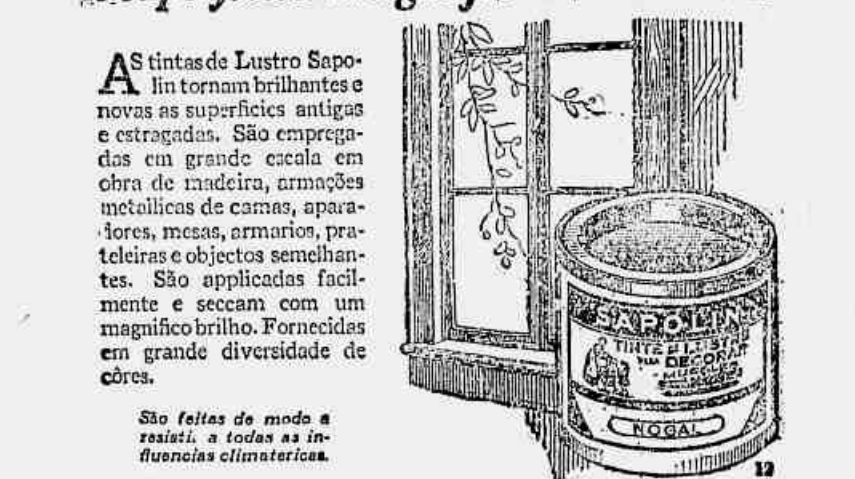 AS tintas de Lustro Sapo-
lin tornam brilhantes e
novas as superficies antigas
e estragadas. São emprega-
das em grande escala em
obra de madeira, armações
metallicas de camas, apara-
dores, mesas, armarios, pra-
teleiras e objectos semelhan-
tes. São applicadas facil-
mente e seccam com um
magnifico brilho. Fornecidas
em grande diversidade de
côres.
São feitas de modo a
resisti. a todas as in-
fluencias climatericas.
SAPOLIN
DECORAR
MUEBLES
NOGAL
12